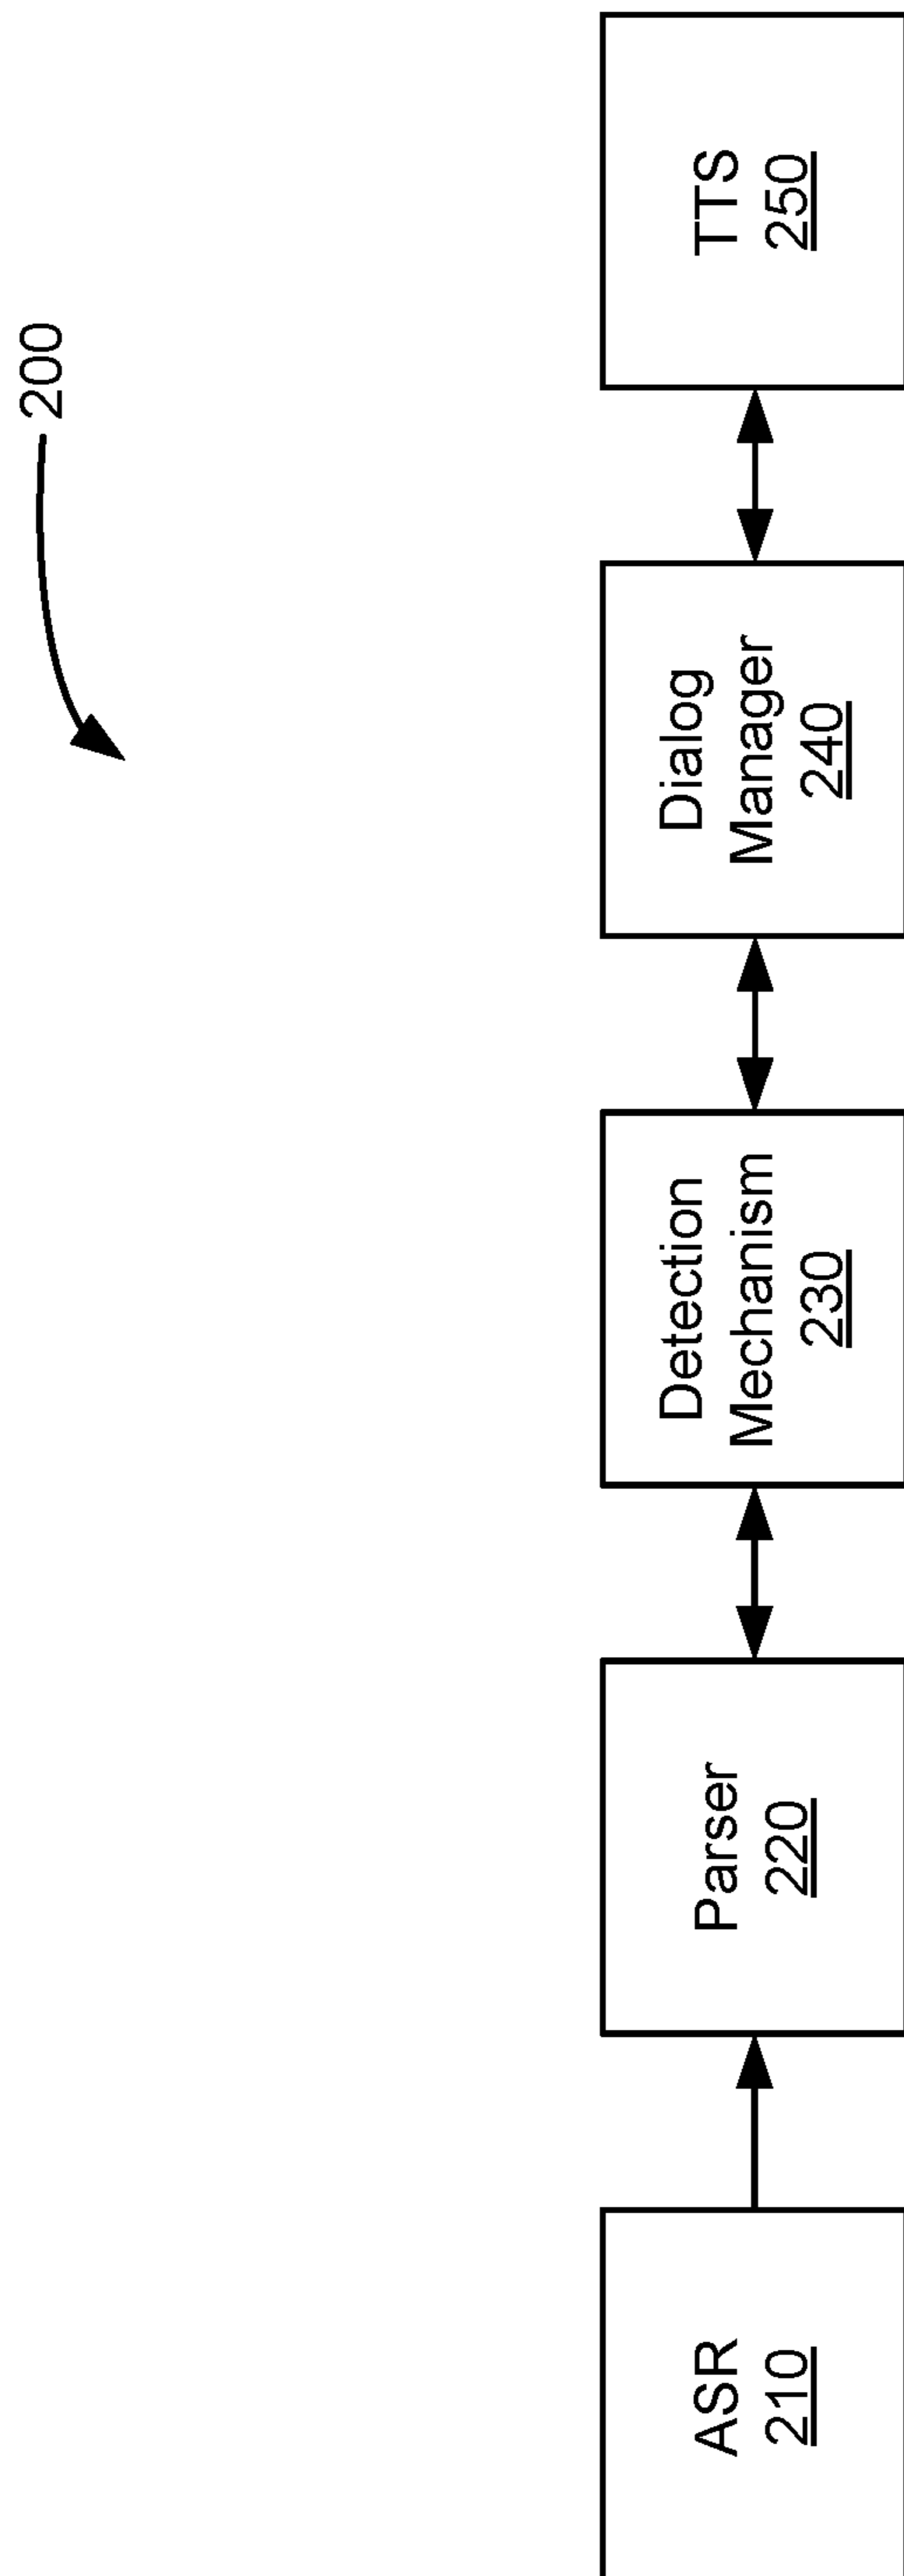 200
ASR
210
Parser
220
Detection
Mechanism
230
Dialog
Manager
240
TTS
250